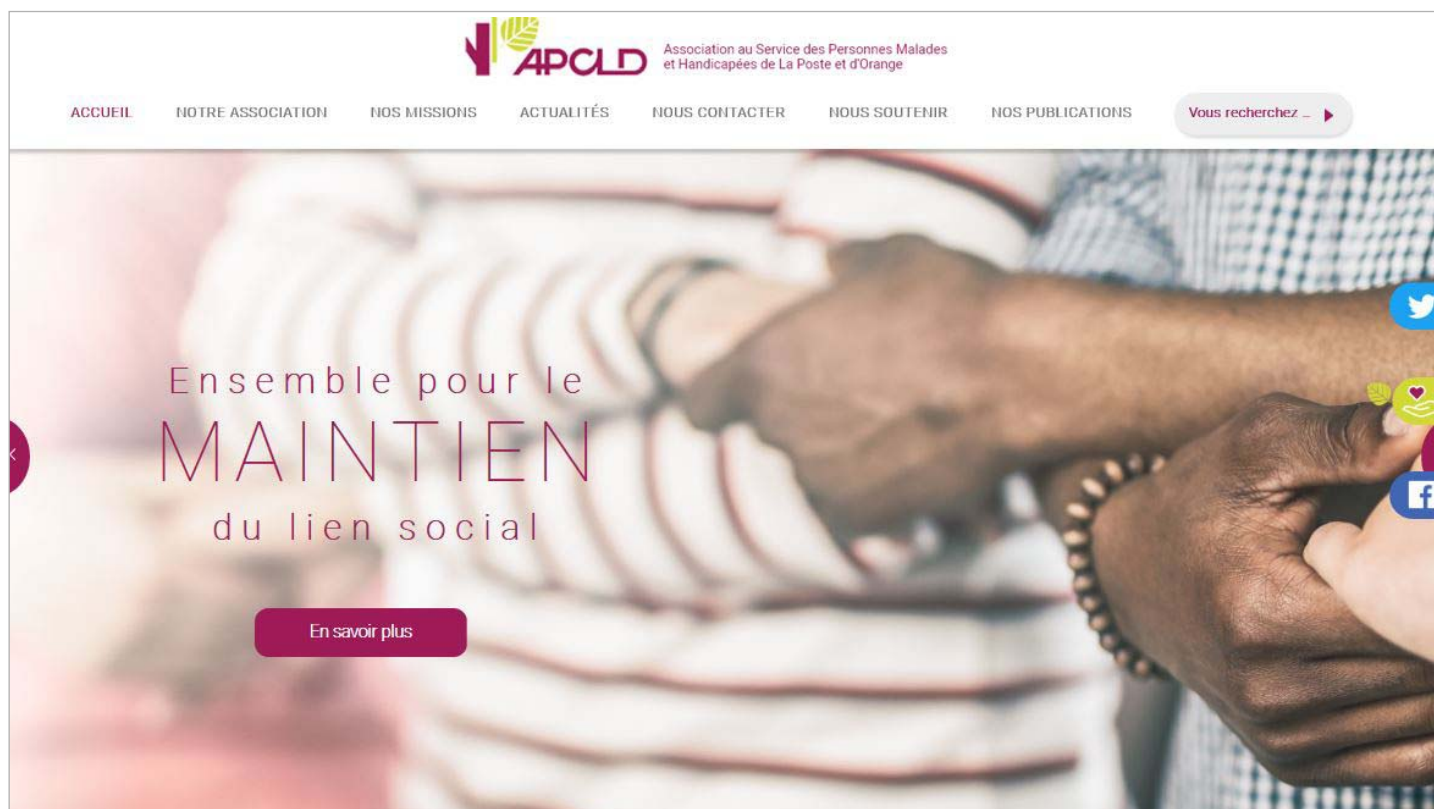 APCLD
Association au Service des Personnes Malades
et Handicapées de La Poste et d'Orange
ACCUEIL NOTRE ASSOCIATION NOS MISSIONS ACTUALITÉS NOUS CONTACTER NOUS SOUTENIR NOS PUBLICATIONS Vous recherchez ...
Ensemble pour le
MAINTIEN
du lien social
En savoir plus